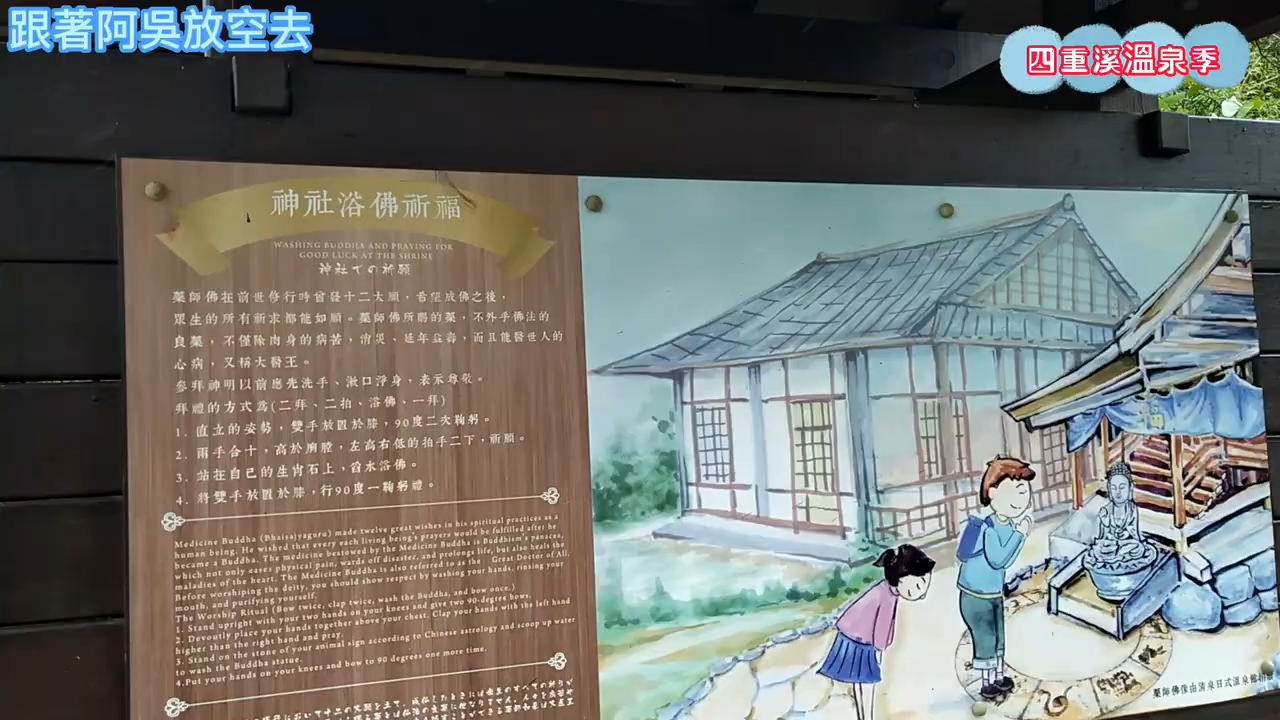 跟著阿吳放空去
四重溪溫泉季
神社浴佛祈福
WASHING BUDDHA AND PRAYING FOR
GOOD LUCK AT THE SHRINE
神社での祈願
藥師佛在前世修行時曾發十二大願，希望成佛之後，
眾生的所有祈求都能如願。藥師佛所賜的藥，不外乎佛法的
良藥，不僅除肉身的病苦，消災、延年益壽，而且能醫世人的
心病，又稱大醫王。
參拜神明以前應先洗手、漱口淨身，表示尊敬。
拜禮的方式為(二拜、二拍、浴佛、一拜)
1. 直立的姿勢，雙手放置於膝，90度二次鞠躬。
2. 兩手合十，高於胸膛，左高右低的拍手二下，祈願。
3. 站在自己的生肖石上，舀水浴佛。
4. 將雙手放置於膝，行90度一鞠躬禮。
Medicine Buddha (Bhaisajyaguru) made twelve great wishes in his spiritual practices as a
human being. He wished that every each living being's prayers would be fulfilled after he
became a Buddha. The medicine bestowed by the Medicine Buddha is Buddhism's panacea,
which not only eases physical pain, wards off disaster, and prolongs life, but also heals the
maladies of the heart. The Medicine Buddha is also referred to as the Great Doctor of All.
Before worshiping the deity, you should show respect by washing your hands, rinsing your
mouth, and purifying yourself.
The Worship Ritual (Bow twice, clap twice, wash the Buddha, and bow once.)
1. Stand upright with your two hands on your knees and give two 90-degree bows.
2. Devoutly place your hands together above your chest. Clap your hands with the left hand
higher than the right hand and pray.
3. Stand on the stone of your animal sign according to Chinese astrology and scoop up water
to wash the Buddha statue.
4.Put your hands on your knees and bow to 90 degrees one more time.
福
藥師佛像由清泉日式溫泉館